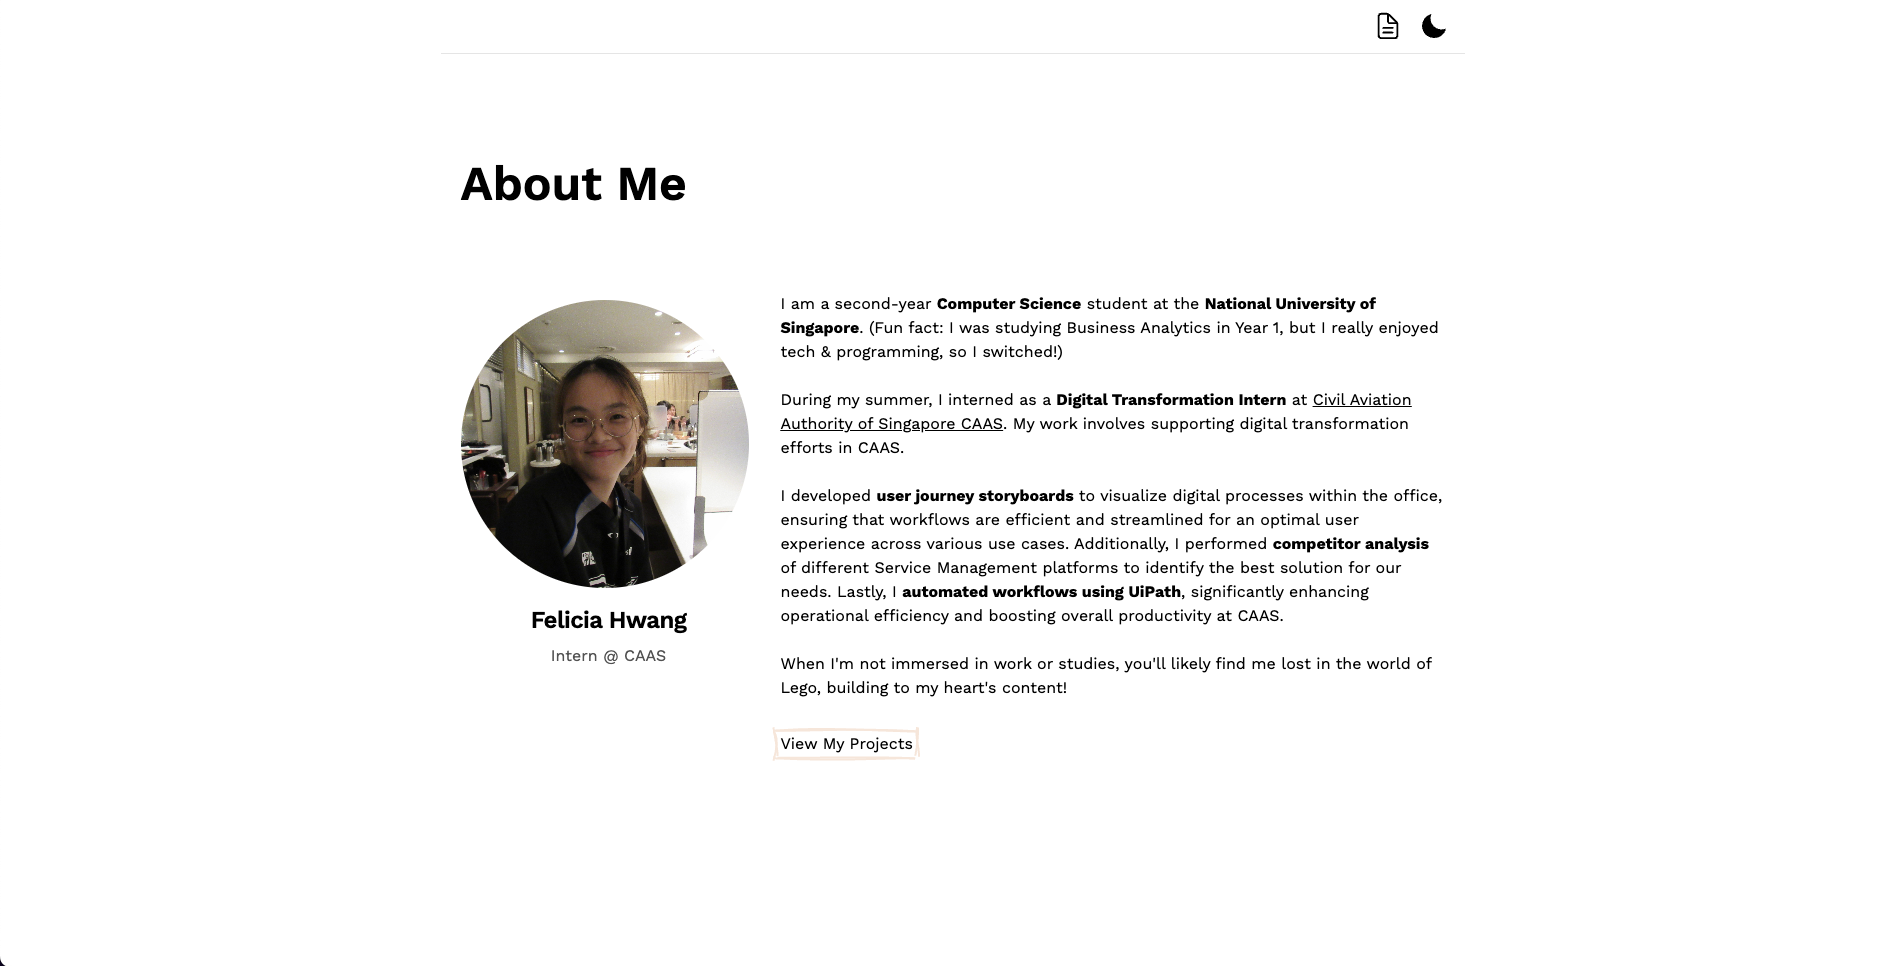 About Me
I am a second-year Computer Science student at the National University of
Singapore. (Fun fact: I was studying Business Analytics in Year 1, but I really enjoyed
tech & programming, so I switched!)
During my summer, I interned as a Digital Transformation Intern at Civil Aviation
Authority of Singapore CAAS. My work involves supporting digital transformation
efforts in CAAS.
I developed user journey storyboards to visualize digital processes within the office,
ensuring that workflows are efficient and streamlined for an optimal user
experience across various use cases. Additionally, I performed competitor analysis
of different Service Management platforms to identify the best solution for our
needs. Lastly, I automated workflows using UiPath, significantly enhancing
operational efficiency and boosting overall productivity at CAAS.
When I'm not immersed in work or studies, you'll likely find me lost in the world of
Lego, building to my heart's content!
View My Projects
Felicia Hwang
Intern @ CAAS